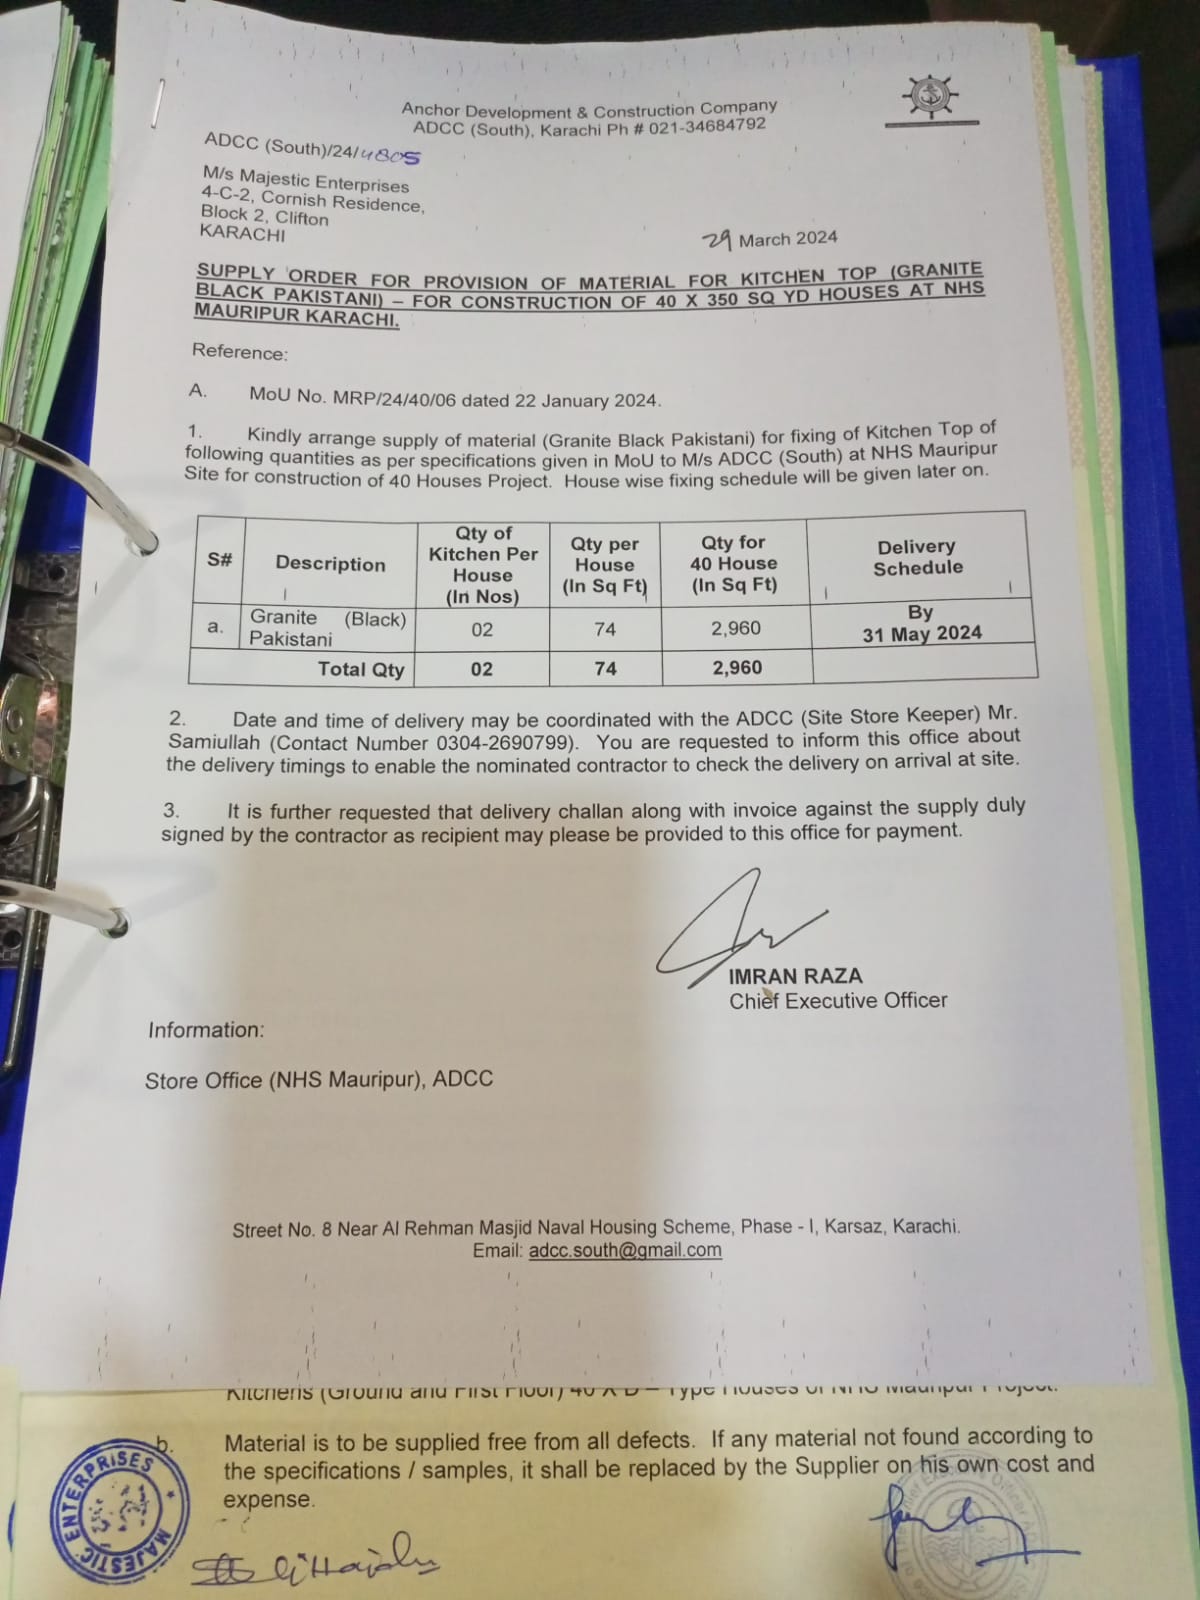 Anchor Development & Construction Company
ADCC (South), Karachi Ph # 021-34684792
ADCC (South)/24/4805
M/s Majestic Enterprises
4-C-2, Cornish Residence,
Block 2, Clifton
KARACHI
29 March 2024
SUPPLY ORDER FOR PROVISION OF MATERIAL FOR KITCHEN TOP (GRANITE
BLACK PAKISTANI) – FOR CONSTRUCTION OF 40 X 350 SQ YD HOUSES AT NHS
MAURIPUR KARACHI.
Reference:
A. MoU No. MRP/24/40/06 dated 22 January 2024.
1. Kindly arrange supply of material (Granite Black Pakistani) for fixing of Kitchen Top of
following quantities as per specifications given in MoU to M/s ADCC (South) at NHS Mauripur
Site for construction of 40 Houses Project. House wise fixing schedule will be given later on.
S# Description Qty of Kitchen Per House (In Nos) Qty per House (In Sq Ft) Qty for 40 House (In Sq Ft) Delivery Schedule
a. Granite (Black) Pakistani 02 74 2,960 By 31 May 2024
Total Qty 02 74 2,960
2. Date and time of delivery may be coordinated with the ADCC (Site Store Keeper) Mr.
Samiullah (Contact Number 0304-2690799). You are requested to inform this office about
the delivery timings to enable the nominated contractor to check the delivery on arrival at site.
3. It is further requested that delivery challan along with invoice against the supply duly
signed by the contractor as recipient may please be provided to this office for payment.
IMRAN RAZA
Chief Executive Officer
Information:
Store Office (NHS Mauripur), ADCC
Street No. 8 Near Al Rehman Masjid Naval Housing Scheme, Phase - I, Karsaz, Karachi.
Email: adcc.south@gmail.com
Kitchens (Ground and First Floor) 40 X D – Type Houses of NHS Mauripur Project.
b. Material is to be supplied free from all defects. If any material not found according to
the specifications / samples, it shall be replaced by the Supplier on his own cost and
expense.
MAJESTIC ENTERPRISES